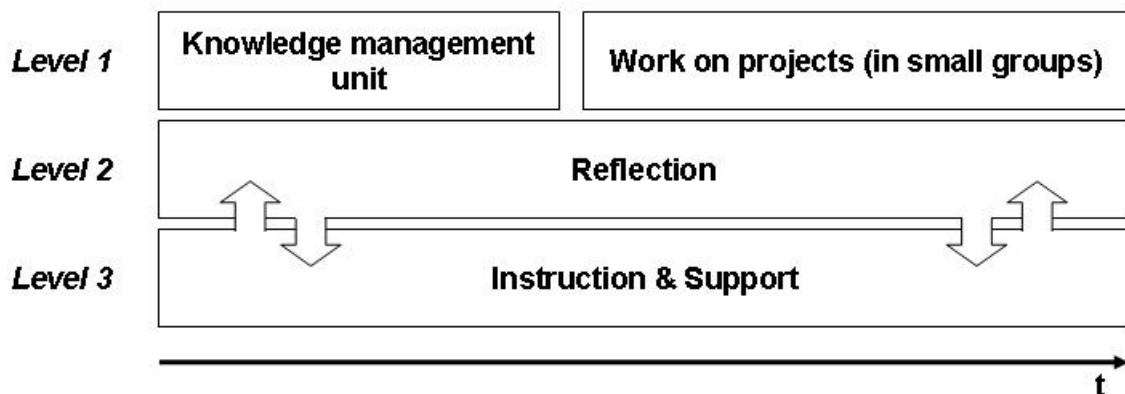 Level 1
Knowledge management
unit
Work on projects (in small groups)
Level 2
Reflection
Level 3
Instruction & Support
t